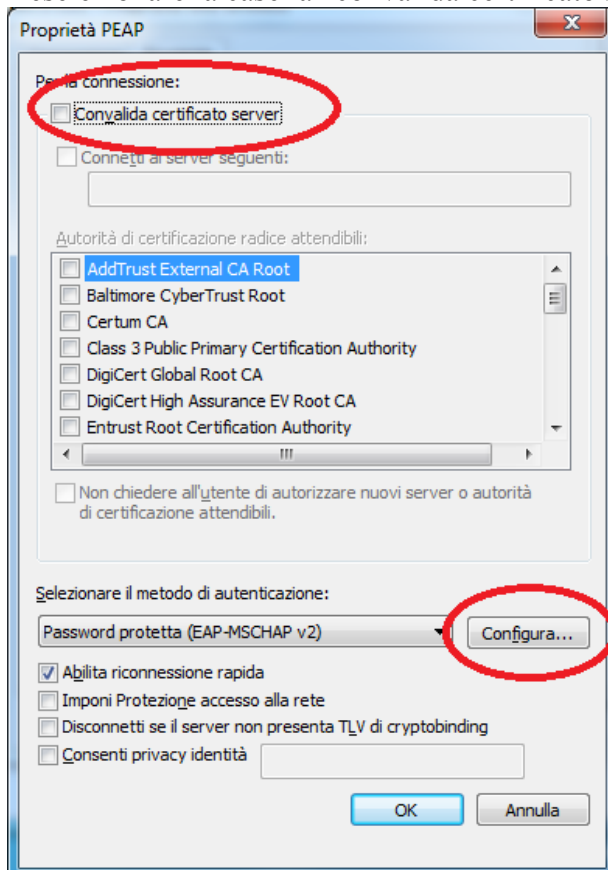 Proprietà PEAP
Per la connessione:
Convalida certificato server
Connetti ai server seguenti:
Autorità di certificazione radice attendibili:
AddTrust External CA Root
Baltimore CyberTrust Root
Certum CA
Class 3 Public Primary Certification Authority
DigiCert Global Root CA
DigiCert High Assurance EV Root CA
Entrust Root Certification Authority
Non chiedere all'utente di autorizzare nuovi server o autorità
di certificazione attendibili.
Selezionare il metodo di autenticazione:
Password protetta (EAP-MSCHAP v2)
Configura...
Abilita riconnessione rapida
Imponi Protezione accesso alla rete
Disconnetti se il server non presenta TLV di cryptobinding
Consenti privacy identità
OK
Annulla